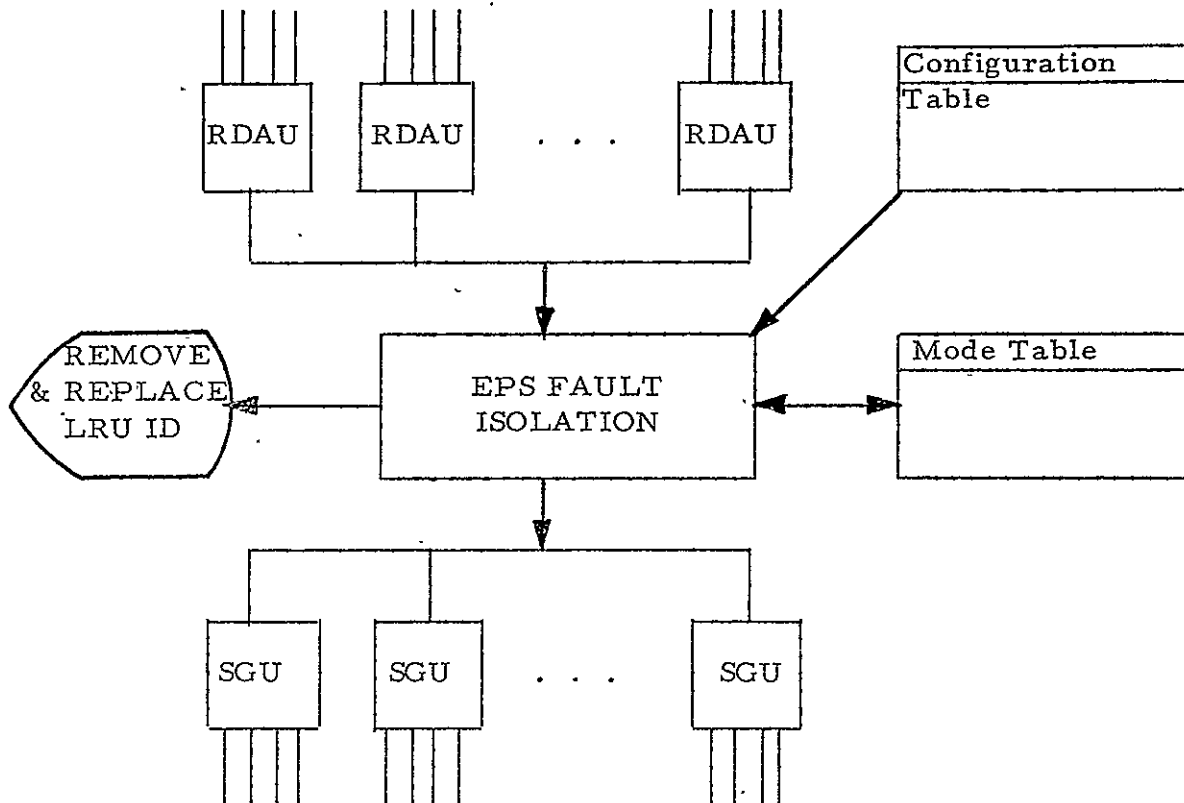 RDAU
RDAU
. . .
RDAU
Configuration
Table
REMOVE
& REPLACE
LRU ID
EPS FAULT
ISOLATION
Mode Table
SGU
SGU
. . .
SGU